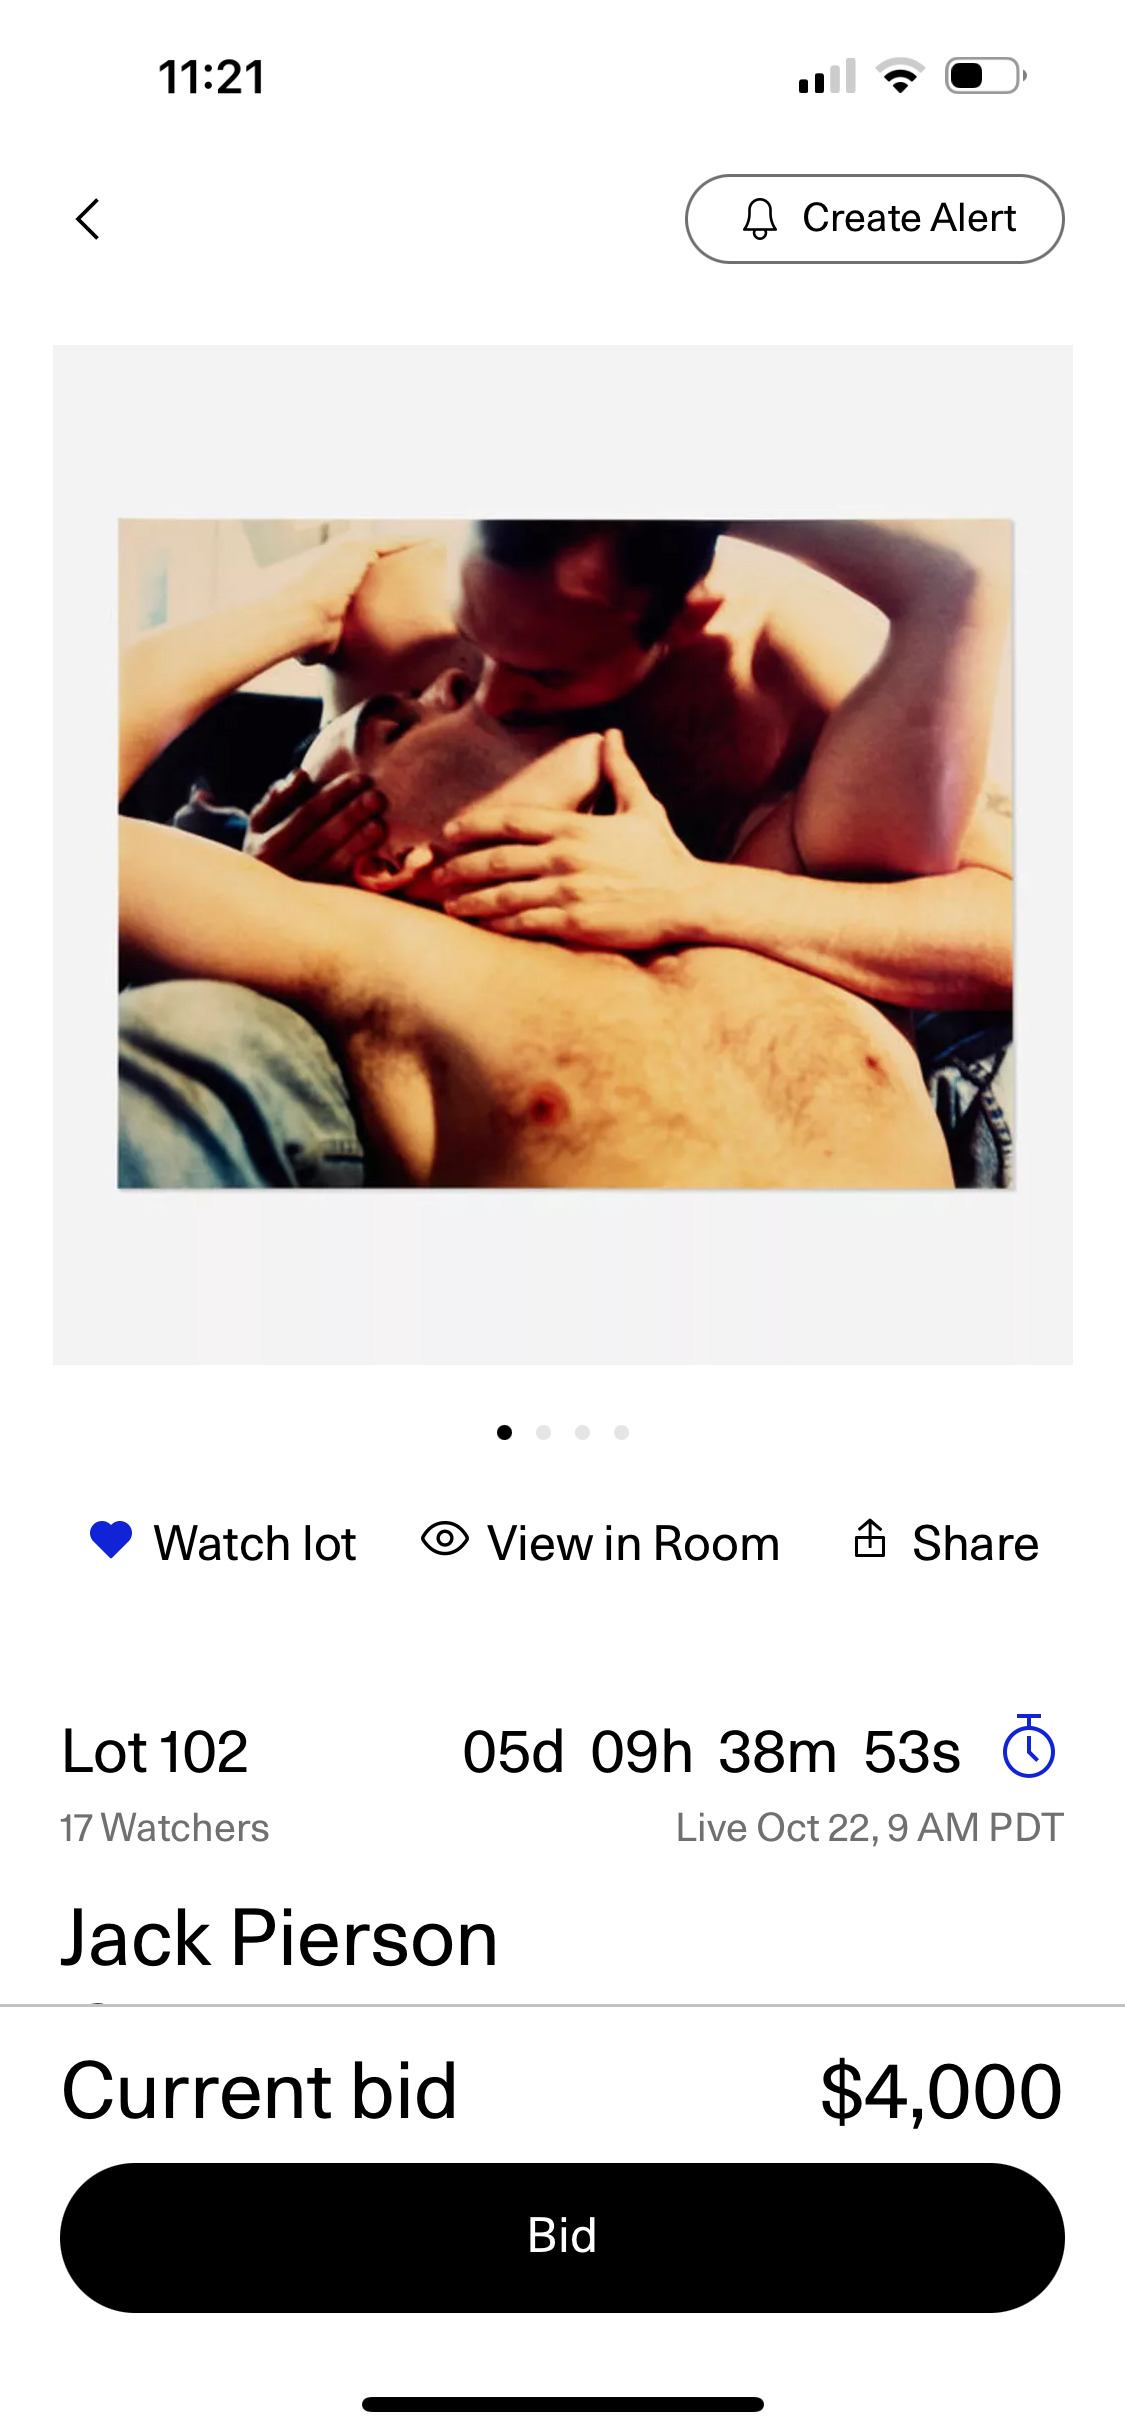 11:21
Create Alert
Watch lot
View in Room
Share
Lot 102
05d 09h 38m 53s
17 Watchers
Live Oct 22, 9 AM PDT
Jack Pierson
Current bid
$4,000
Bid